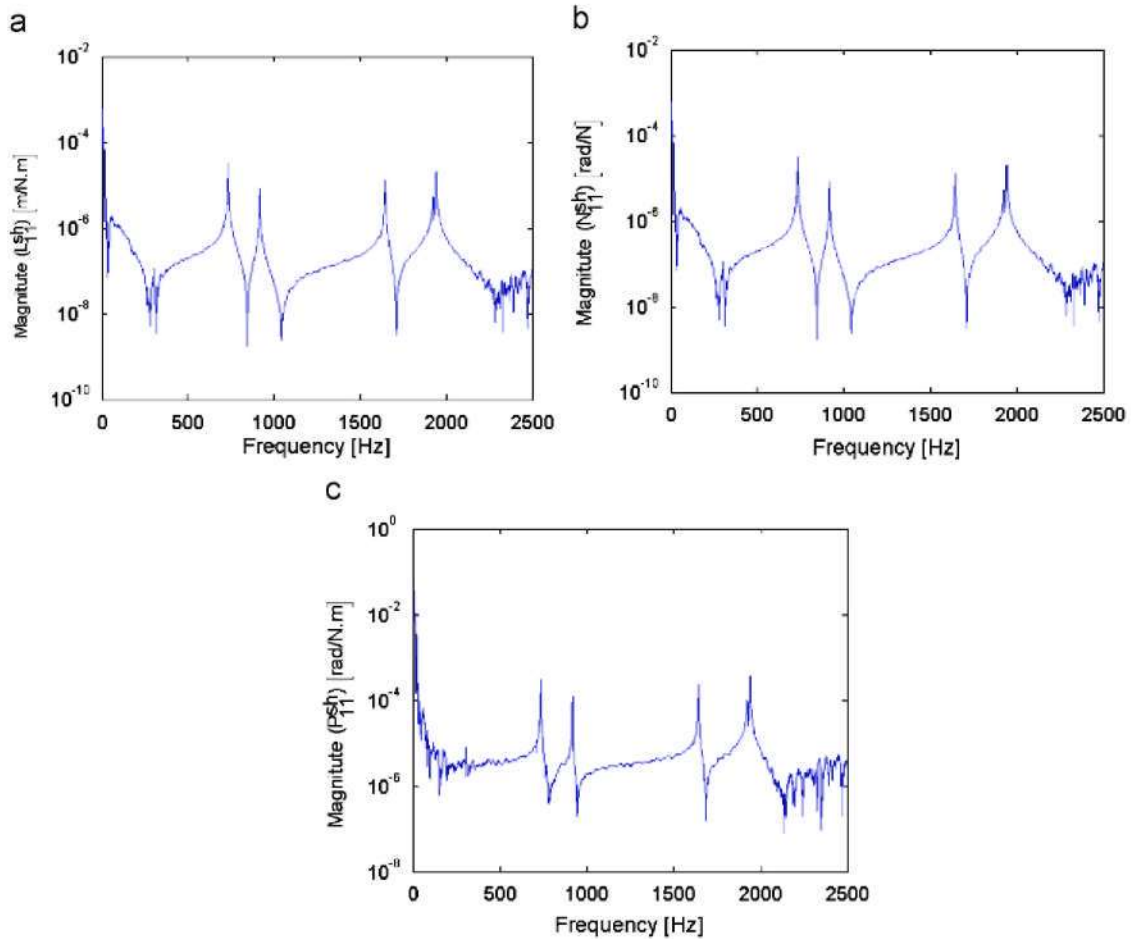 a
10-2
10-4
10-6
10-8
10-10
Magnitute (Lsh11) [m/N.m]
0 500 1000 1500 2000 2500
Frequency [Hz]
b
10-2
10-4
10-6
10-8
10-10
Magnitute (Nsh11) [rad/N]
0 500 1000 1500 2000 2500
Frequency [Hz]
c
100
10-2
10-4
10-6
10-8
Magnitute (Psh11) [rad/N.m]
0 500 1000 1500 2000 2500
Frequency [Hz]